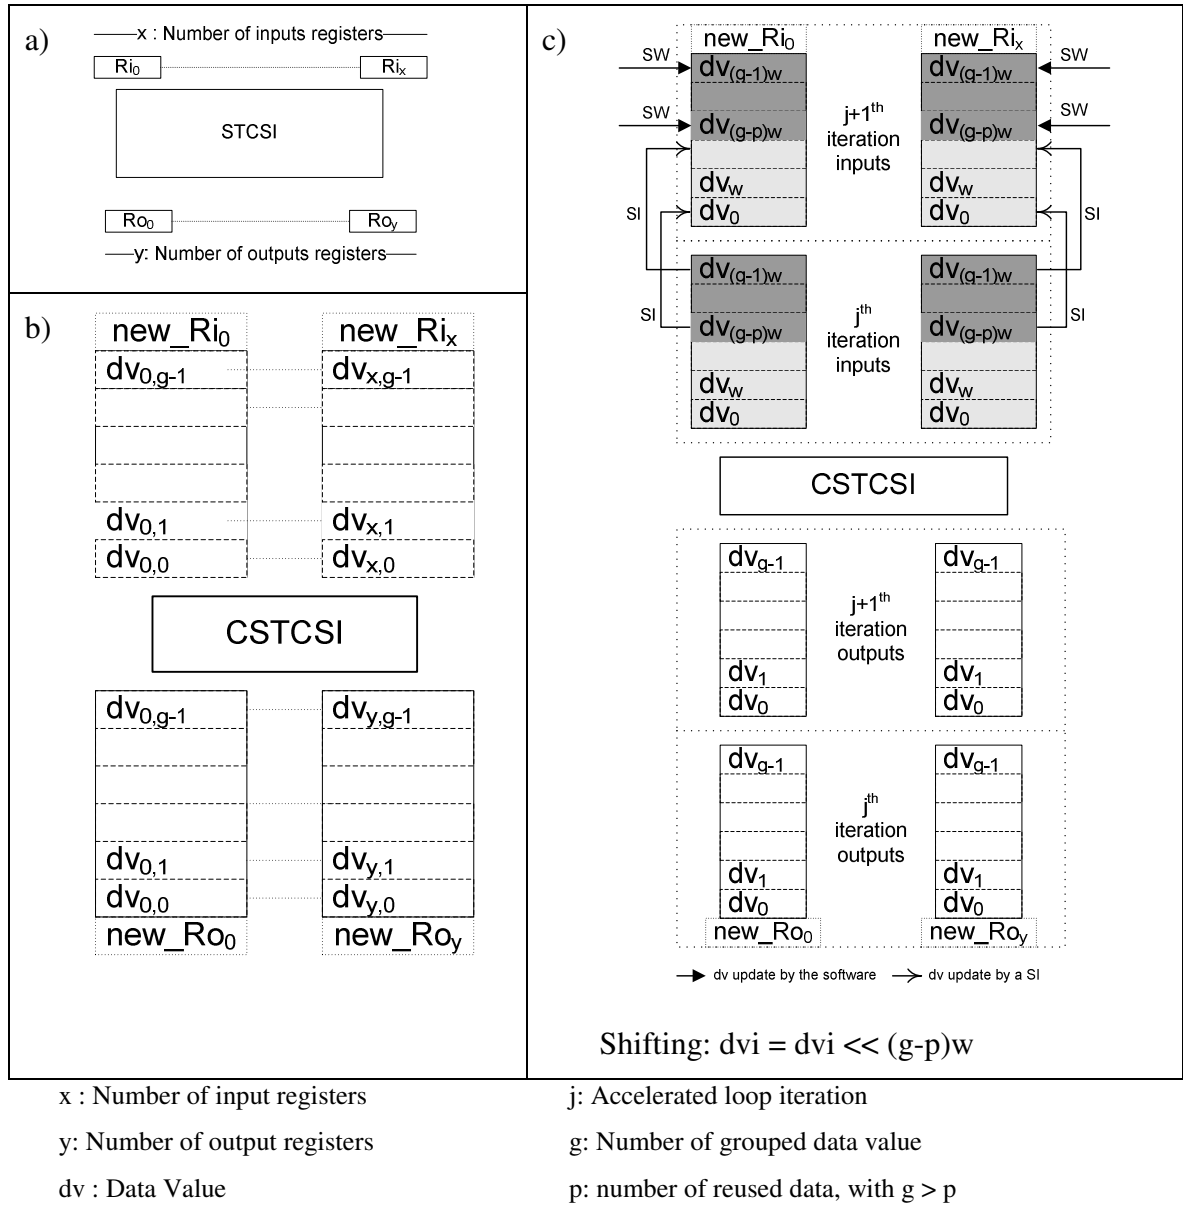 a)
x : Number of inputs registers
Ri0 Rix
STCSI
Ro0 Roy
y: Number of outputs registers
b)
new_Ri0 new_Rix
dv0,g-1 dvx,g-1
dv0,1 dvx,1
dv0,0 dvx,0
CSTCSI
dv0,g-1 dvy,g-1
dv0,1 dvy,1
dv0,0 dvy,0
new_Ro0 new_Roy
c)
new_Ri0 new_Rix
SW dv(g-1)w dv(g-1)w SW
SW dv(g-p)w dv(g-p)w SW
j+1th
iteration
inputs
dvw dvw
SI dv0 dv0 SI
dv(g-1)w dv(g-1)w
SI dv(g-p)w dv(g-p)w SI
jth
iteration
inputs
dvw dvw
dv0 dv0
CSTCSI
dvg-1 dvg-1
j+1th
iteration
outputs
dv1 dv1
dv0 dv0
dvg-1 dvg-1
jth
iteration
outputs
dv1 dv1
dv0 dv0
new_Ro0 new_Roy
dv update by the software dv update by a SI
Shifting: dvi = dvi << (g-p)w
x : Number of input registers
j: Accelerated loop iteration
y: Number of output registers
g: Number of grouped data value
dv : Data Value
p: number of reused data, with g > p